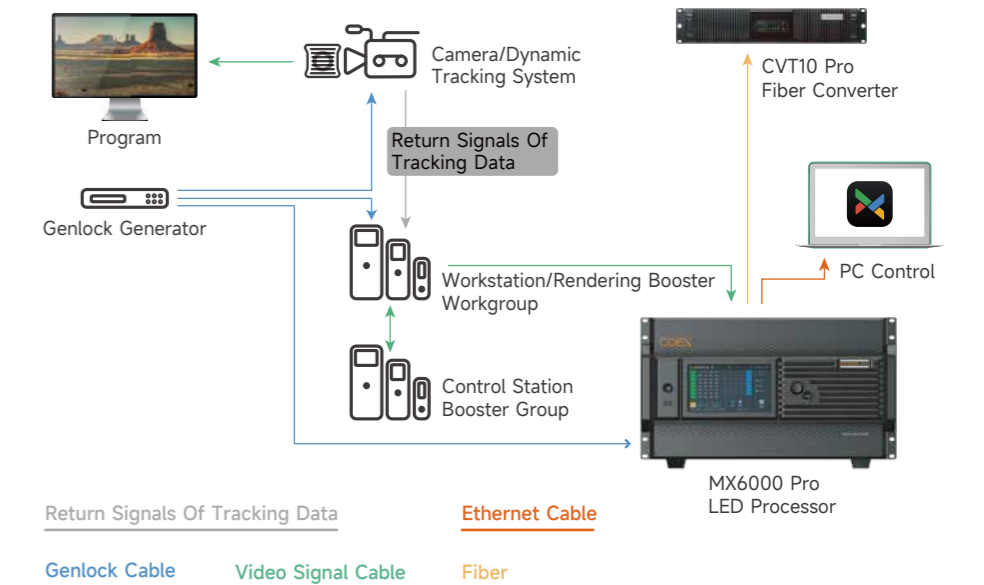 Camera/Dynamic
Tracking System
CVT10 Pro
Fiber Converter
Program
Return Signals Of
Tracking Data
Genlock Generator
PC Control
Workstation/Rendering Booster
Workgroup
COEX
Control Station
Booster Group
MX6000 Pro
LED Processor
Return Signals Of Tracking Data
Ethernet Cable
Genlock Cable
Video Signal Cable
Fiber